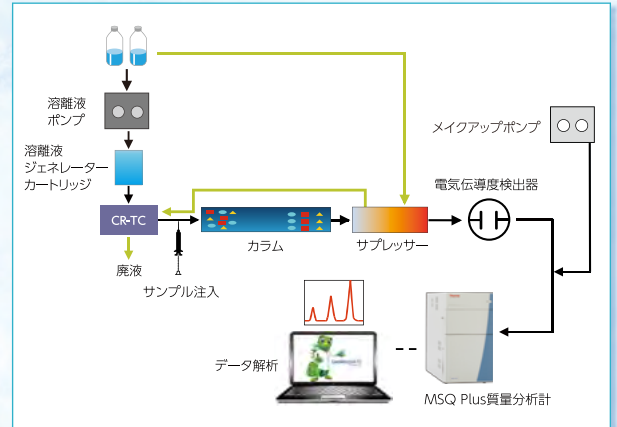 溶離液
ポンプ
メイクアップポンプ
溶離液
ジェネレーター
カートリッジ
電気伝導度検出器
CR-TC
カラム
サプレッサー
廃液
サンプル注入
データ解析
MSQ Plus質量分析計